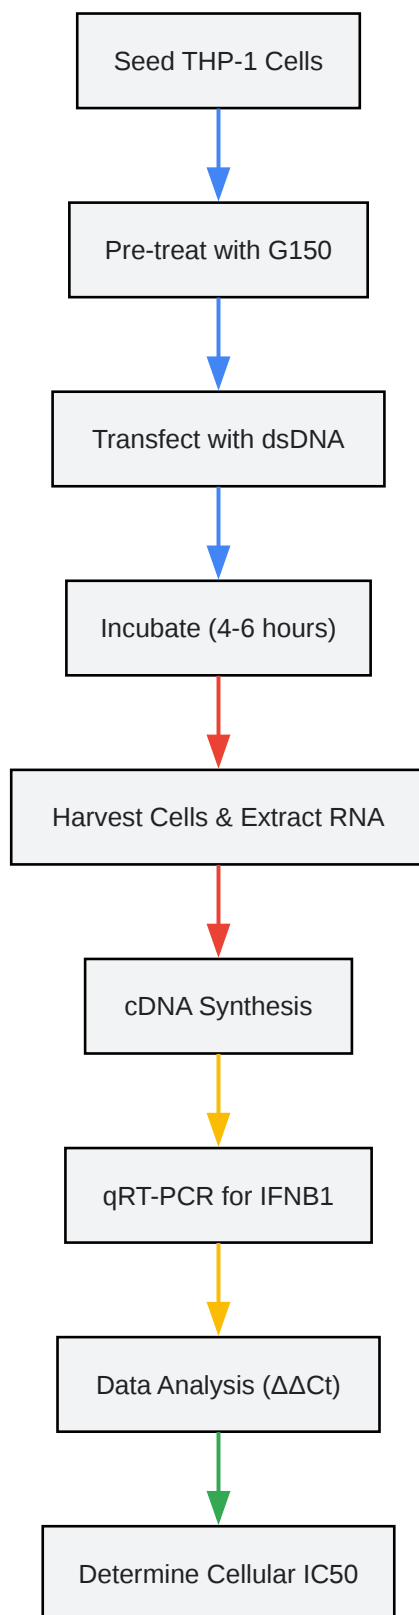 Seed THP-1 Cells
Pre-treat with G150
Transfect with dsDNA
Incubate (4-6 hours)
Harvest Cells & Extract RNA
cDNA Synthesis
qRT-PCR for IFNB1
Data Analysis (ΔΔCt)
Determine Cellular IC50